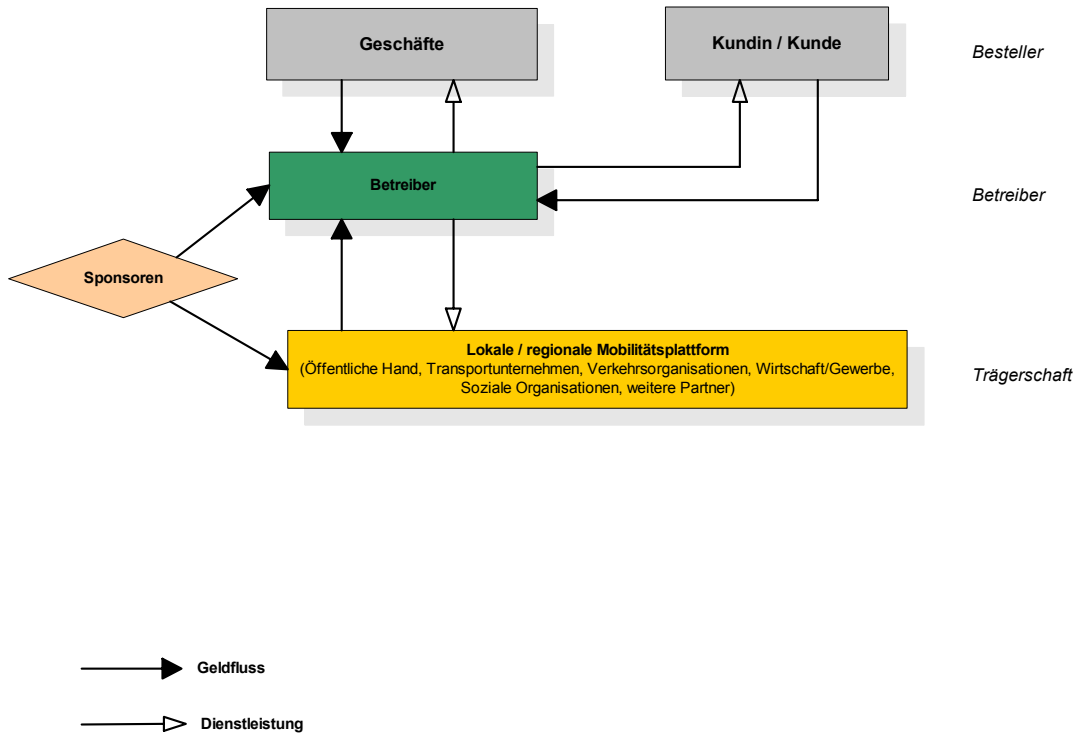 Geschäfte
Kundin / Kunde
Besteller
Betreiber
Betreiber
Sponsoren
Lokale / regionale Mobilitätsplattform
(Öffentliche Hand, Transportunternehmen, Verkehrsorganisationen, Wirtschaft/Gewerbe,
Soziale Organisationen, weitere Partner)
Trägerschaft
Geldfluss
Dienstleistung